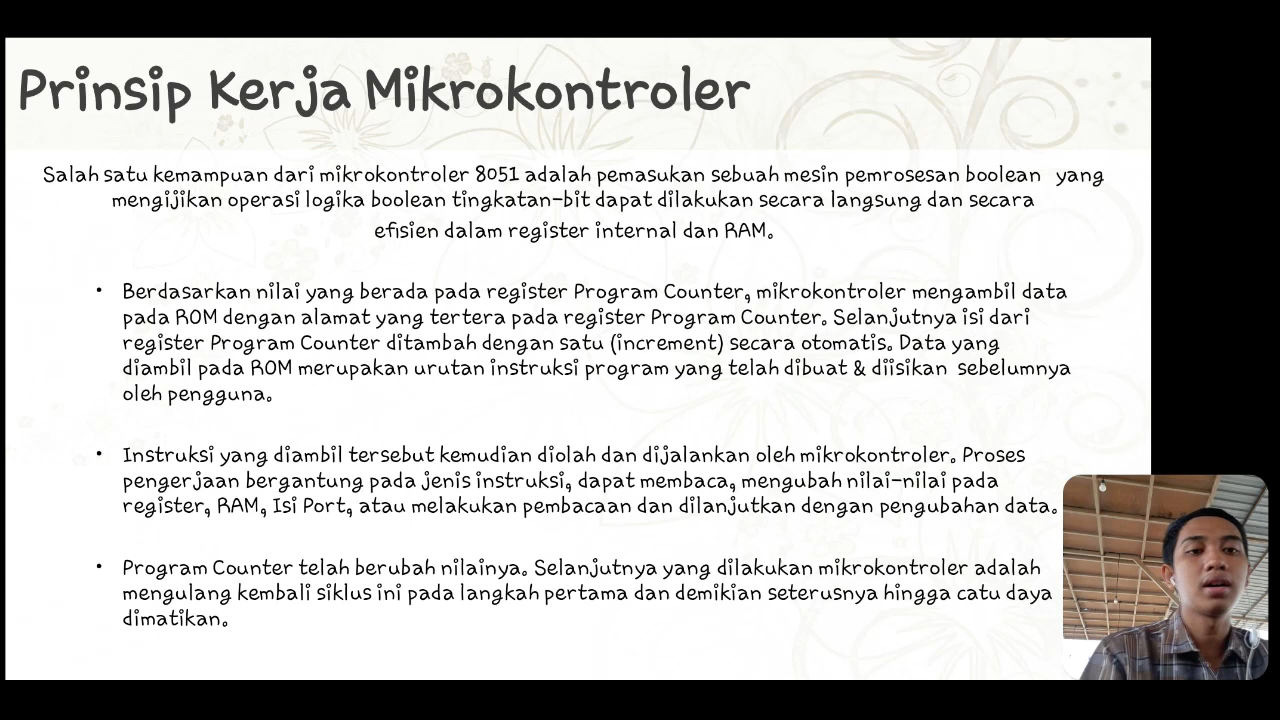 Prinsip Kerja Mikrokontroler
Salah satu kemampuan dari mikrokontroler 8051 adalah pemasukan sebuah mesin pemrosesan boolean yang
mengijikan operasi logika boolean tingkatan-bit dapat dilakukan secara langsung dan secara
efisien dalam register internal dan RAM.
• Berdasarkan nilai yang berada pada register Program Counter, mikrokontroler mengambil data
pada ROM dengan alamat yang tertera pada register Program Counter. Selanjutnya isi dari
register Program Counter ditambah dengan satu (increment) secara otomatis. Data yang
diambil pada ROM merupakan urutan instruksi program yang telah dibuat & diisikan sebelumnya
oleh pengguna.
• Instruksi yang diambil tersebut kemudian diolah dan dijalankan oleh mikrokontroler. Proses
pengerjaan bergantung pada jenis instruksi, dapat membaca, mengubah nilai-nilai pada
register, RAM, Isi Port, atau melakukan pembacaan dan dilanjutkan dengan pengubahan data.
• Program Counter telah berubah nilainya. Selanjutnya yang dilakukan mikrokontroler adalah
mengulang kembali siklus ini pada langkah pertama dan demikian seterusnya hingga catu daya
dimatikan.